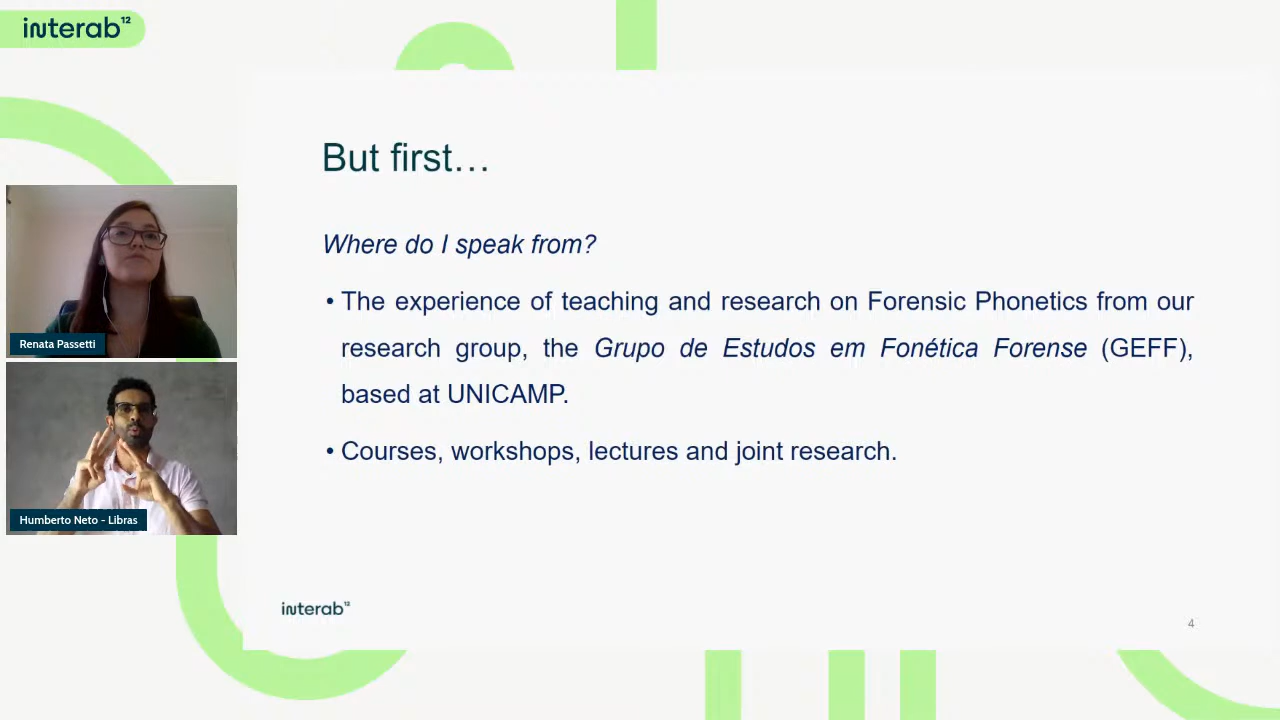 interab¹²
But first…
Where do I speak from?
• The experience of teaching and research on Forensic Phonetics from our
research group, the Grupo de Estudos em Fonética Forense (GEFF),
based at UNICAMP.
• Courses, workshops, lectures and joint research.
Renata Passetti
Humberto Neto - Libras
interab¹²
4